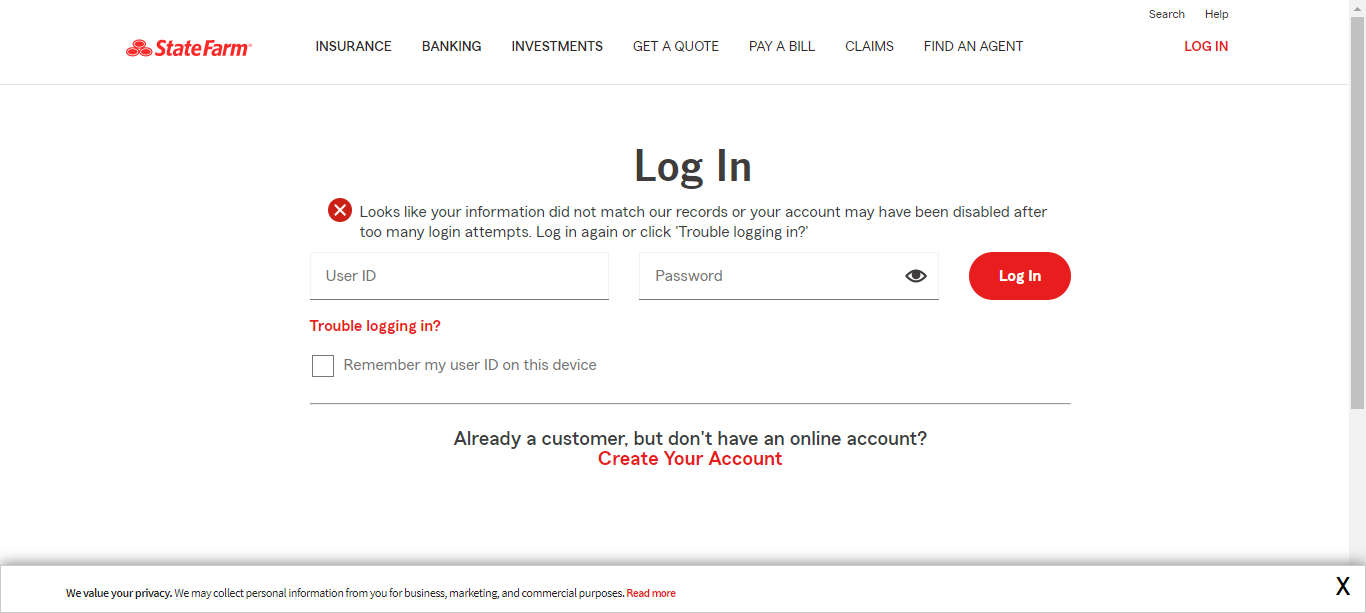 Search Help
StateFarm®
INSURANCE BANKING INVESTMENTS GET A QUOTE PAY A BILL CLAIMS FIND AN AGENT LOG IN
Log In
Looks like your information did not match our records or your account may have been disabled after
too many login attempts. Log in again or click 'Trouble logging in?'
User ID Password Log In
Trouble logging in?
Remember my user ID on this device
Already a customer, but don't have an online account?
Create Your Account
We value your privacy. We may collect personal information from you for business, marketing, and commercial purposes. Read more X